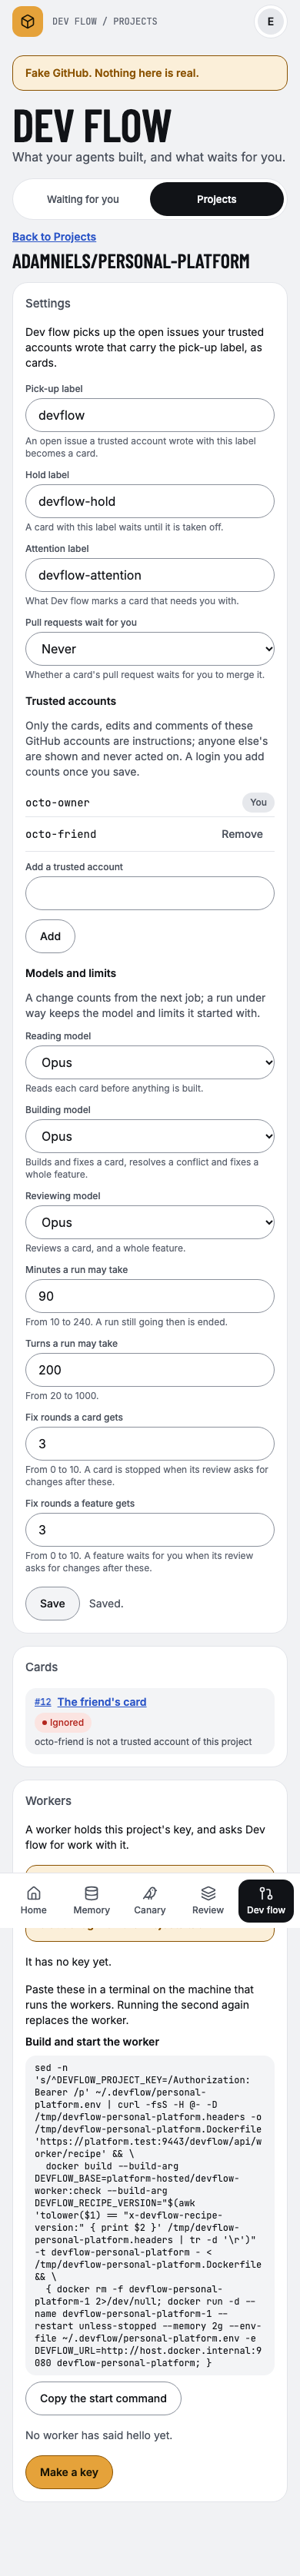 DEV FLOW / PROJECTS
E
Fake GitHub. Nothing here is real.
DEV FLOW
What your agents built, and what waits for you.
Waiting for you
Projects
Back to Projects
ADAMNIELS/PERSONAL-PLATFORM
Settings
Dev flow picks up the open issues your trusted
accounts wrote that carry the pick-up label, as
cards.
Pick-up label
devflow
An open issue a trusted account wrote with this label
becomes a card.
Hold label
devflow-hold
A card with this label waits until it is taken off.
Attention label
devflow-attention
What Dev flow marks a card that needs you with.
Pull requests wait for you
Never
Whether a card's pull request waits for you to merge it.
Trusted accounts
Only the cards, edits and comments of these
GitHub accounts are instructions; anyone else's
are shown and never acted on. A login you add
counts once you save.
octo-owner
You
octo-friend
Remove
Add a trusted account
Add
Models and limits
A change counts from the next job; a run under
way keeps the model and limits it started with.
Reading model
Opus
Reads each card before anything is built.
Building model
Opus
Builds and fixes a card, resolves a conflict and fixes a
whole feature.
Reviewing model
Opus
Reviews a card, and a whole feature.
Minutes a run may take
90
From 10 to 240. A run still going then is ended.
Turns a run may take
200
From 20 to 1000.
Fix rounds a card gets
3
From 0 to 10. A card is stopped when its review asks for
changes after these.
Fix rounds a feature gets
3
From 0 to 10. A feature waits for you when its review
asks for changes after these.
Save
Saved.
Cards
#12 The friend's card
Ignored
octo-friend is not a trusted account of this project
Workers
A worker holds this project's key, and asks Dev
flow for work with it.
Home
Memory
Canary
Review
Dev flow
It has no key yet.
Paste these in a terminal on the machine that
runs the workers. Running the second again
replaces the worker.
Build and start the worker
sed -n
's/^DEVFLOW_PROJECT_KEY=/Authorization:
Bearer /p' ~/.devflow/personal-
platform.env | curl -fsS -H @- -D
/tmp/devflow-personal-platform.headers -o
/tmp/devflow-personal-platform.Dockerfile
'https://platform.test:9443/devflow/api/w
orker/recipe' && \
docker build --build-arg
DEVFLOW_BASE=platform-hosted/devflow-
worker:check --build-arg
DEVFLOW_RECIPE_VERSION="$(awk
'tolower($1) == "x-devflow-recipe-
version:" { print $2 }' /tmp/devflow-
personal-platform.headers | tr -d '\r')"
-t devflow-personal-platform - <
/tmp/devflow-personal-platform.Dockerfile
&& \
{ docker rm -f devflow-personal-
platform-1 2>/dev/null; docker run -d --
name devflow-personal-platform-1 --
restart unless-stopped --memory 2g --env-
file ~/.devflow/personal-platform.env -e
DEVFLOW_URL=http://host.docker.internal:9
080 devflow-personal-platform; }
Copy the start command
No worker has said hello yet.
Make a key